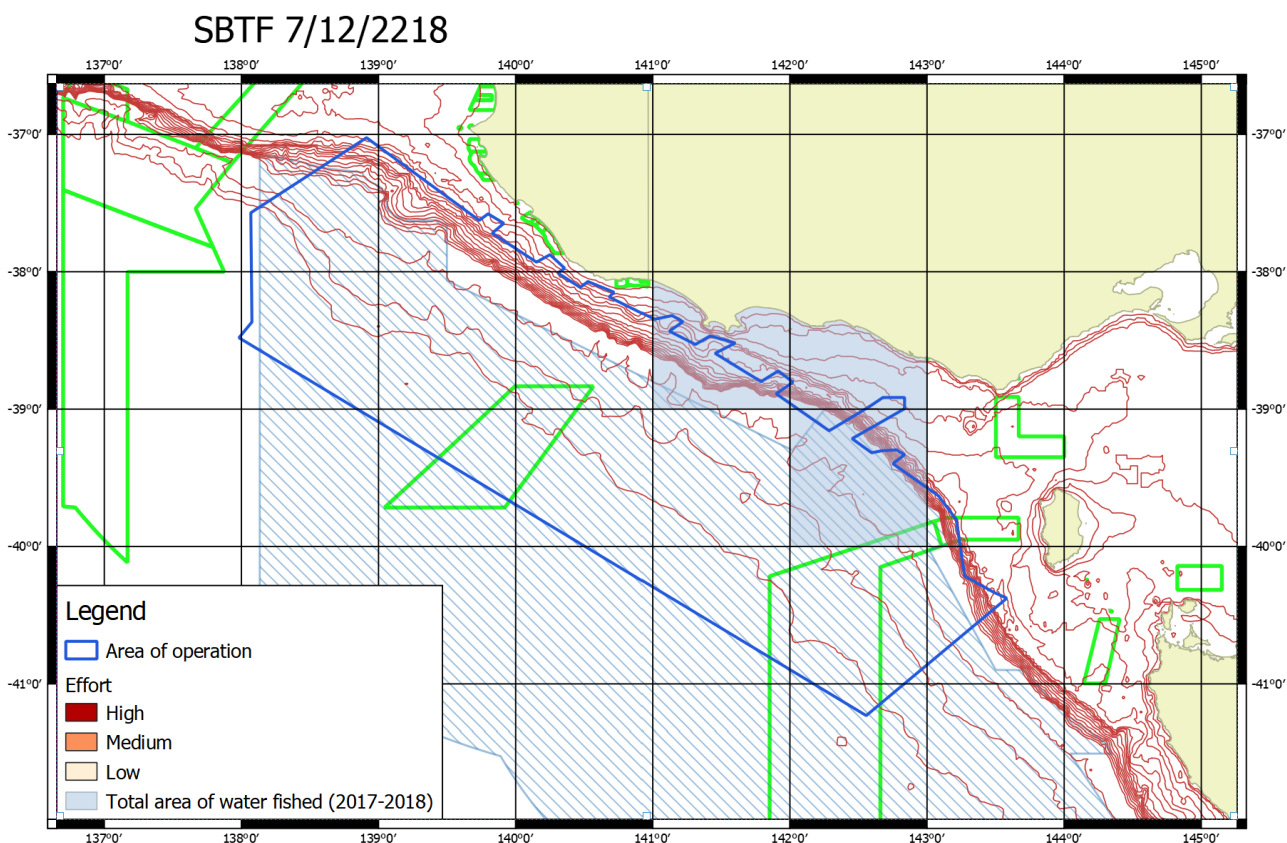 SBTF 7/12/2218
137°0′ 138°0′ 139°0′ 140°0′ 141°0′ 142°0′ 143°0′ 144°0′ 145°0′
-37°0′ -37°0′
-38°0′ -38°0′
-39°0′ -39°0′
-40°0′ -40°0′
-41°0′ -41°0′
Legend
Area of operation
Effort
High
Medium
Low
Total area of water fished (2017-2018)
137°0′ 138°0′ 139°0′ 140°0′ 141°0′ 142°0′ 143°0′ 144°0′ 145°0′